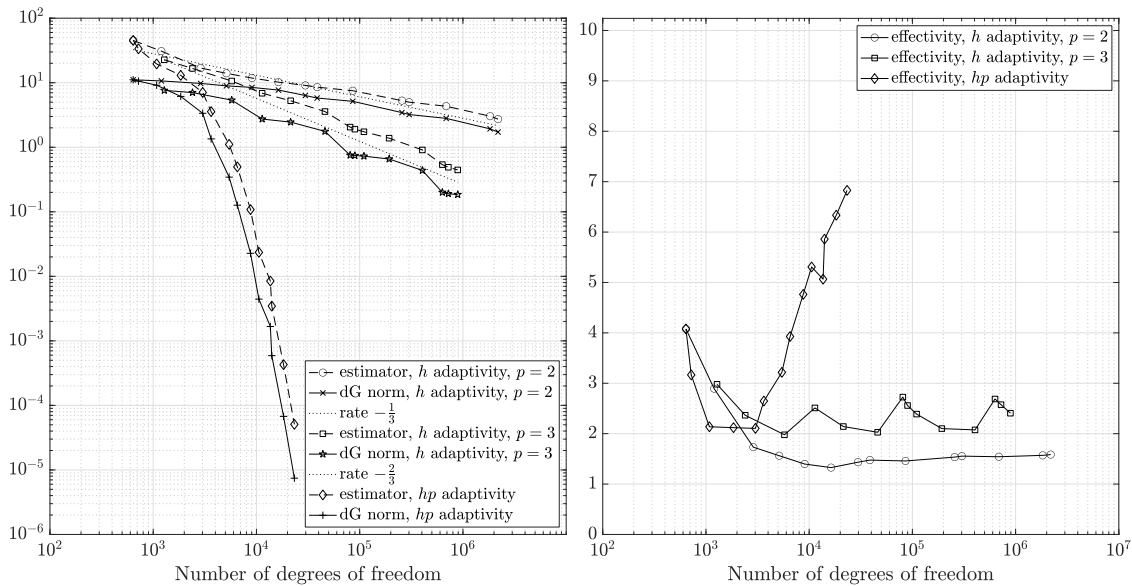 10^2
10^1
10^0
10^{-1}
10^{-2}
10^{-3}
10^{-4}
10^{-5}
10^{-6}
10^2
10^3
10^4
10^5
10^6
Number of degrees of freedom
estimator, h adaptivity, p = 2
dG norm, h adaptivity, p = 2
rate -\frac{1}{3}
estimator, h adaptivity, p = 3
dG norm, h adaptivity, p = 3
rate -\frac{2}{3}
estimator, hp adaptivity
dG norm, hp adaptivity
10
9
8
7
6
5
4
3
2
1
0
10^2
10^3
10^4
10^5
10^6
10^7
Number of degrees of freedom
effectivity, h adaptivity, p = 2
effectivity, h adaptivity, p = 3
effectivity, hp adaptivity